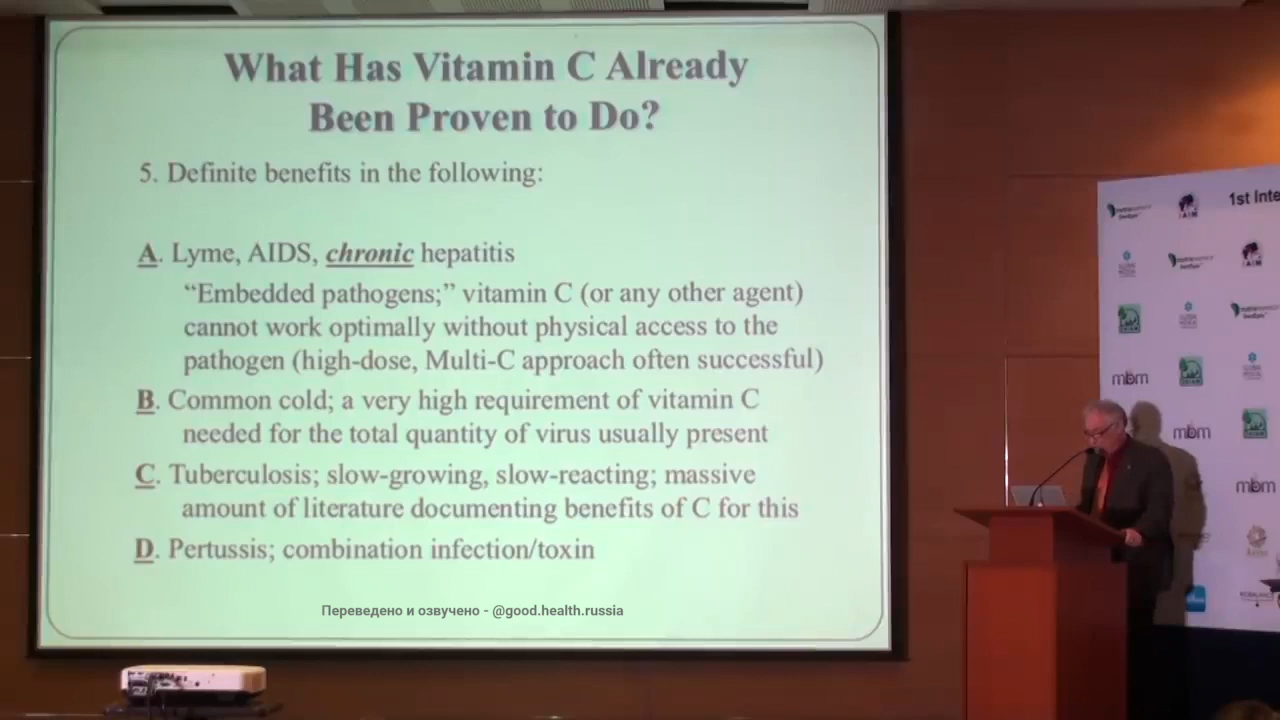 What Has Vitamin C Already
Been Proven to Do?
5. Definite benefits in the following:
A. Lyme, AIDS, chronic hepatitis
“Embedded pathogens;” vitamin C (or any other agent)
cannot work optimally without physical access to the
pathogen (high-dose, Multi-C approach often successful)
B. Common cold; a very high requirement of vitamin C
needed for the total quantity of virus usually present
C. Tuberculosis; slow-growing, slow-reacting; massive
amount of literature documenting benefits of C for this
D. Pertussis; combination infection/toxin
Переведено и озвучено - @good.health.russia
1st Inte
mbm
mbm
mbm